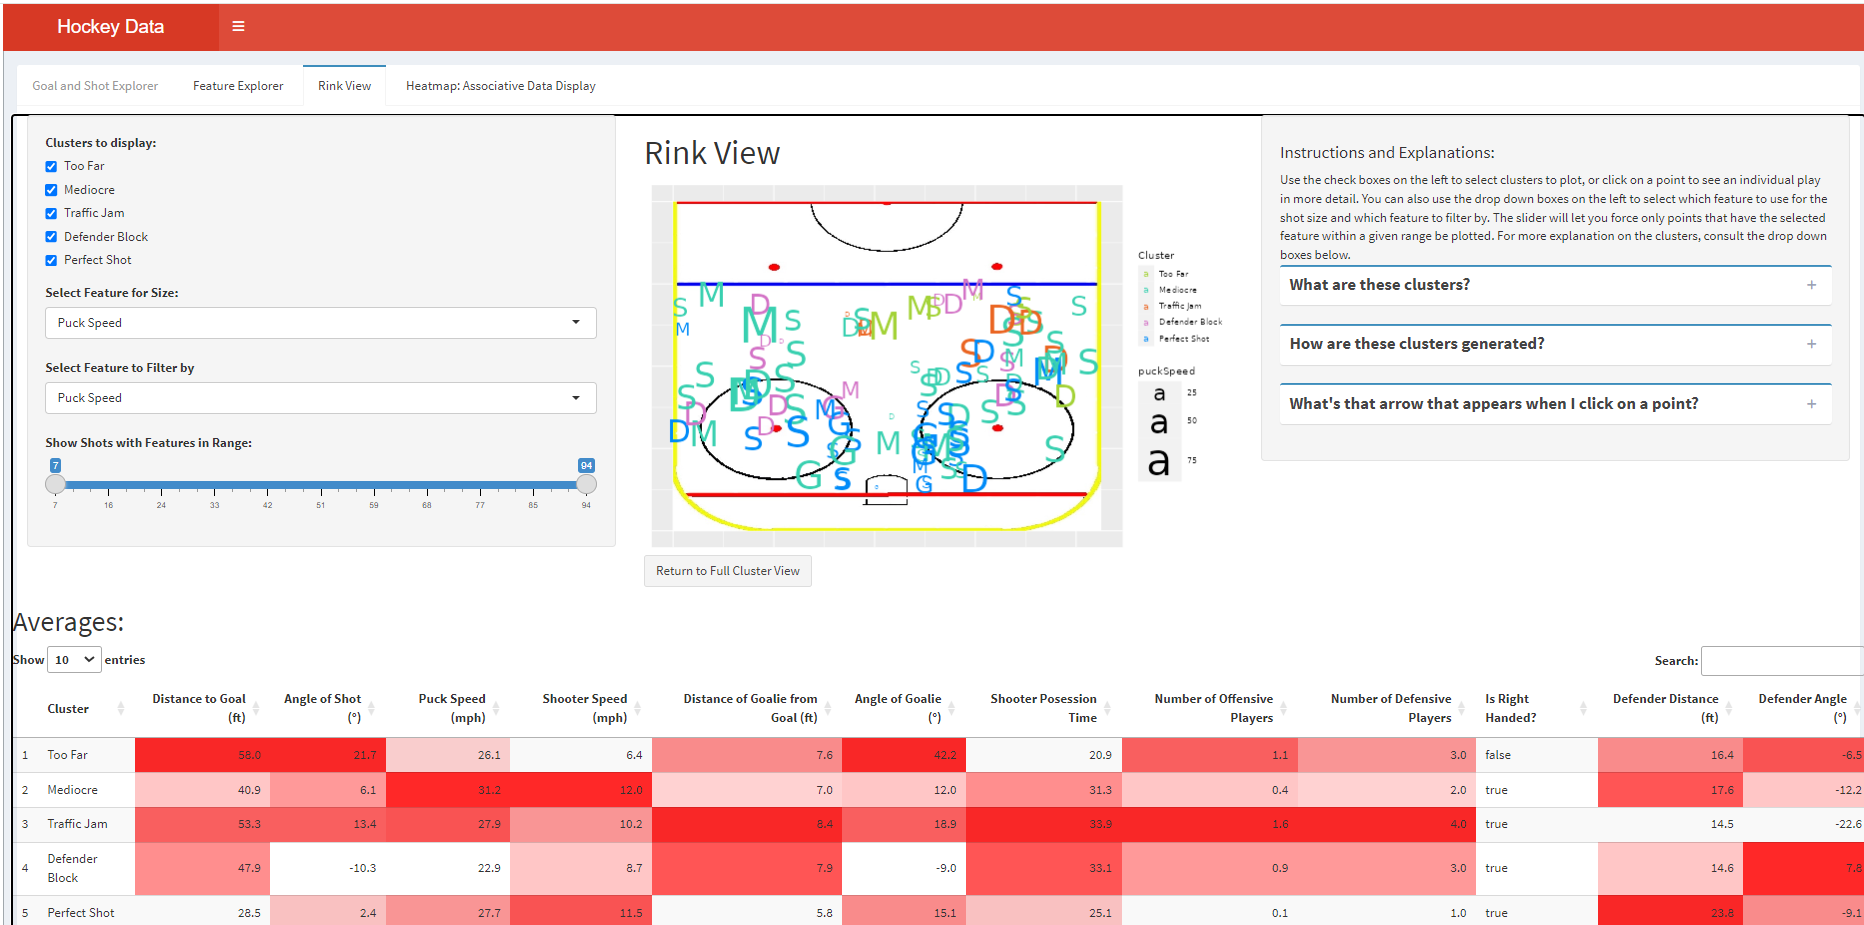 Hockey Data
Goal and Shot Explorer Feature Explorer Rink View Heatmap: Associative Data Display
Clusters to display:
Too Far
Mediocre
Traffic Jam
Defender Block
Perfect Shot
Select Feature for Size:
Puck Speed
Select Feature to Filter by
Puck Speed
Show Shots with Features in Range:
7 94
7 16 24 33 42 51 59 68 77 85 94
Rink View
Cluster
a Too Far
a Mediocre
a Traffic Jam
a Defender Block
a Perfect Shot
puckSpeed
a 25
a 50
a 75
Return to Full Cluster View
Instructions and Explanations:
Use the check boxes on the left to select clusters to plot, or click on a point to see an individual play
in more detail. You can also use the drop down boxes on the left to select which feature to use for the
shot size and which feature to filter by. The slider will let you force only points that have the selected
feature within a given range be plotted. For more explanation on the clusters, consult the drop down
boxes below.
What are these clusters? +
How are these clusters generated? +
What's that arrow that appears when I click on a point? +
Averages:
Show 10 entries
Search:
Cluster Distance to Goal (ft) Angle of Shot (°) Puck Speed (mph) Shooter Speed (mph) Distance of Goalie from Goal (ft) Angle of Goalie (°) Shooter Posession Time Number of Offensive Players Number of Defensive Players Is Right Handed? Defender Distance (ft) Defender Angle (°)
1 Too Far 58.0 21.7 26.1 6.4 7.6 42.2 20.9 1.1 3.0 false 16.4 -6.5
2 Mediocre 40.9 6.1 31.2 12.0 7.0 12.0 31.3 0.4 2.0 true 17.6 -12.2
3 Traffic Jam 53.3 13.4 27.9 10.2 8.4 18.9 33.9 1.6 4.0 true 14.5 -22.6
4 Defender Block 47.9 -10.3 22.9 8.7 7.9 -9.0 33.1 0.9 3.0 true 14.6 7.8
5 Perfect Shot 28.5 2.4 27.7 11.5 5.8 15.1 25.1 0.1 1.0 true 23.8 -9.1